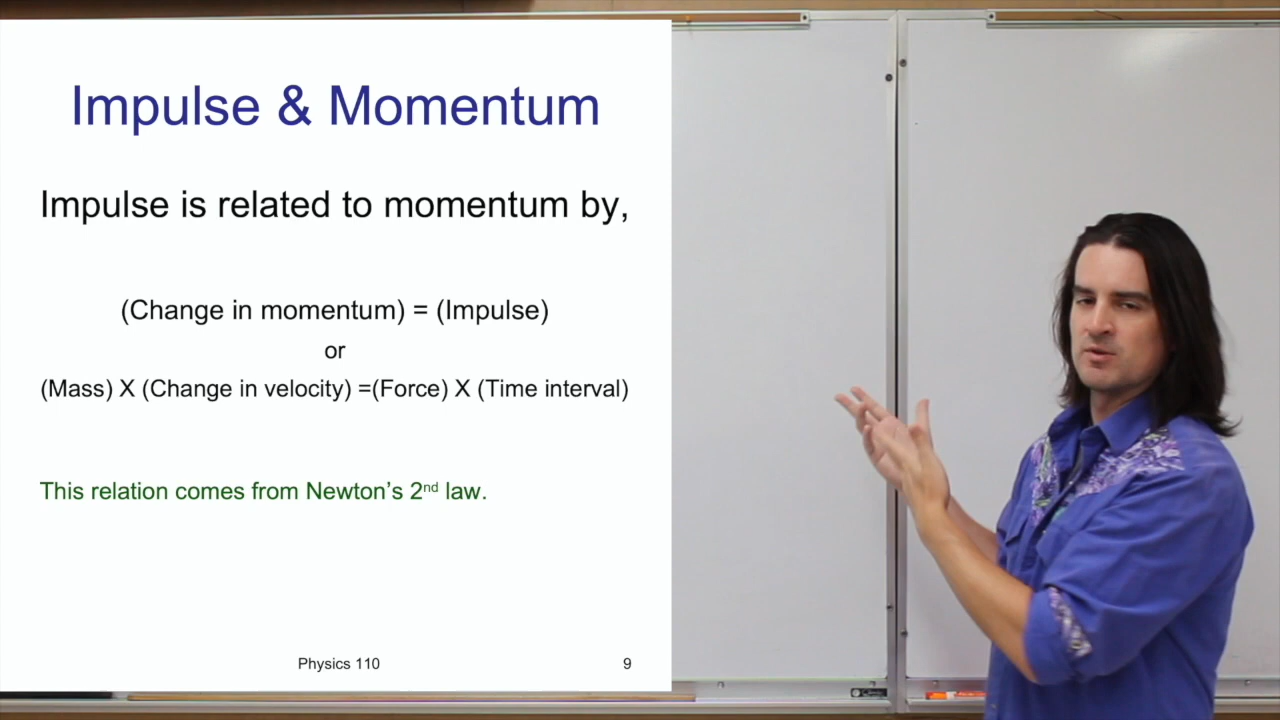 Impulse & Momentum
Impulse is related to momentum by,
(Change in momentum) = (Impulse)
or
(Mass) X (Change in velocity) =(Force) X (Time interval)
This relation comes from Newton’s 2nd law.
Physics 110
9